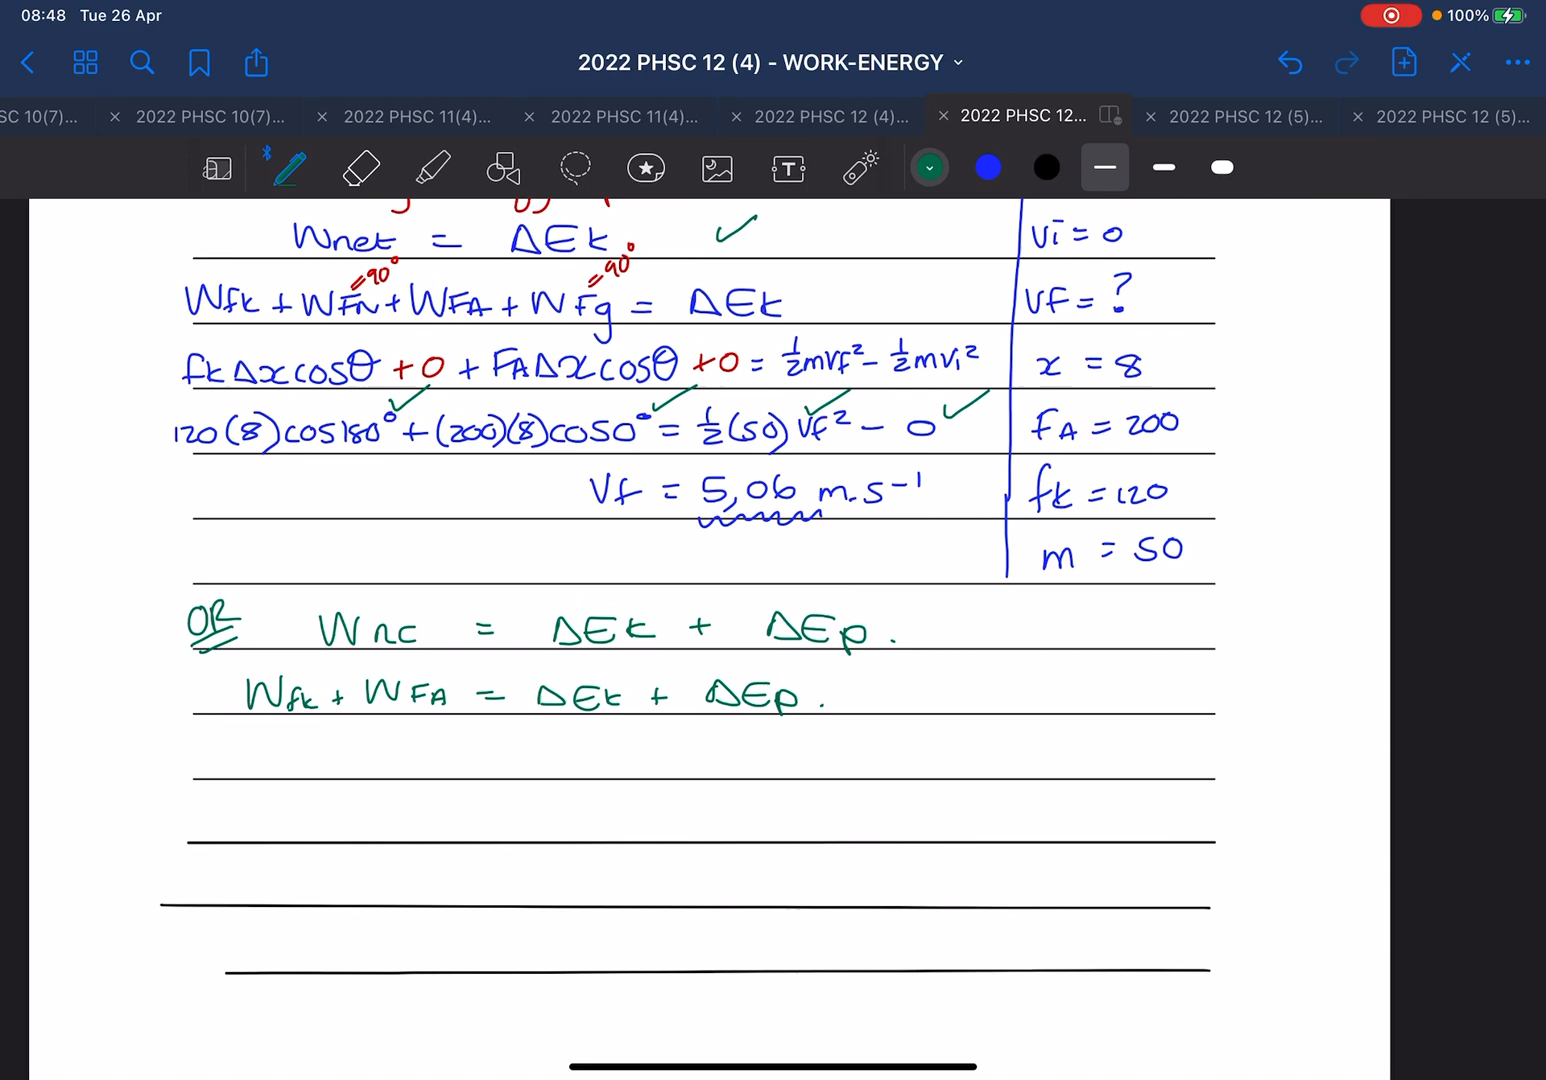 08:48 Tue 26 Apr
100%
2022 PHSC 12 (4) - WORK-ENERGY
SC 10(7)... × 2022 PHSC 10(7)... × 2022 PHSC 11(4)... × 2022 PHSC 11(4)... × 2022 PHSC 12 (4)... × 2022 PHSC 12... × 2022 PHSC 12 (5)... × 2022 PHSC 12 (5)...
Wnet = ΔEk. ✓
=90° =90°
Wfk + WFN + WFA + WFg = ΔEk
fkΔxcosθ + 0 + FAΔxcosθ + 0 = ½mvf² - ½mvi²
120(8)cos180° + (200)(8)cos0° = ½(50)vf² - 0
vf = 5,06 m.s⁻¹
vi = 0
vf = ?
x = 8
FA = 200
fk = 120
m = 50
OR Wnc = ΔEk + ΔEp.
Wfk + WFA = ΔEk + ΔEp.